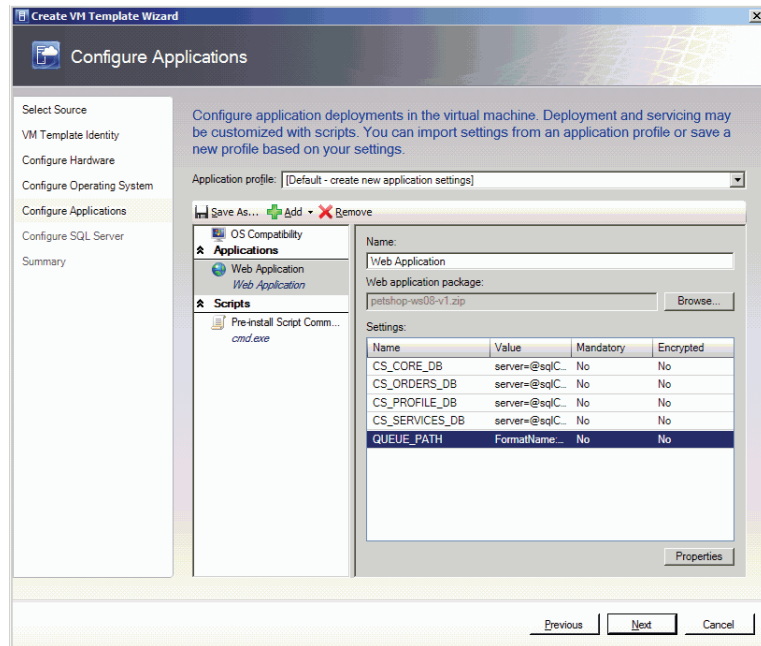 Create VM Template Wizard
Configure Applications
Select Source
VM Template Identity
Configure Hardware
Configure Operating System
Configure Applications
Configure SQL Server
Summary
Configure application deployments in the virtual machine. Deployment and servicing may
be customized with scripts. You can import settings from an application profile or save a
new profile based on your settings.
Application profile: [Default - create new application settings]
Save As... Add Remove
OS Compatibility
Applications
Web Application
Web Application
Scripts
Pre-install Script Comm...
cmd.exe
Name:
Web Application
Web application package:
petshop-ws08-v1.zip Browse...
Settings:
Name Value Mandatory Encrypted
CS_CORE_DB server=@sqlC... No No
CS_ORDERS_DB server=@sqlC... No No
CS_PROFILE_DB server=@sqlC... No No
CS_SERVICES_DB server=@sqlC... No No
QUEUE_PATH FormatName:... No No
Properties
Previous Next Cancel